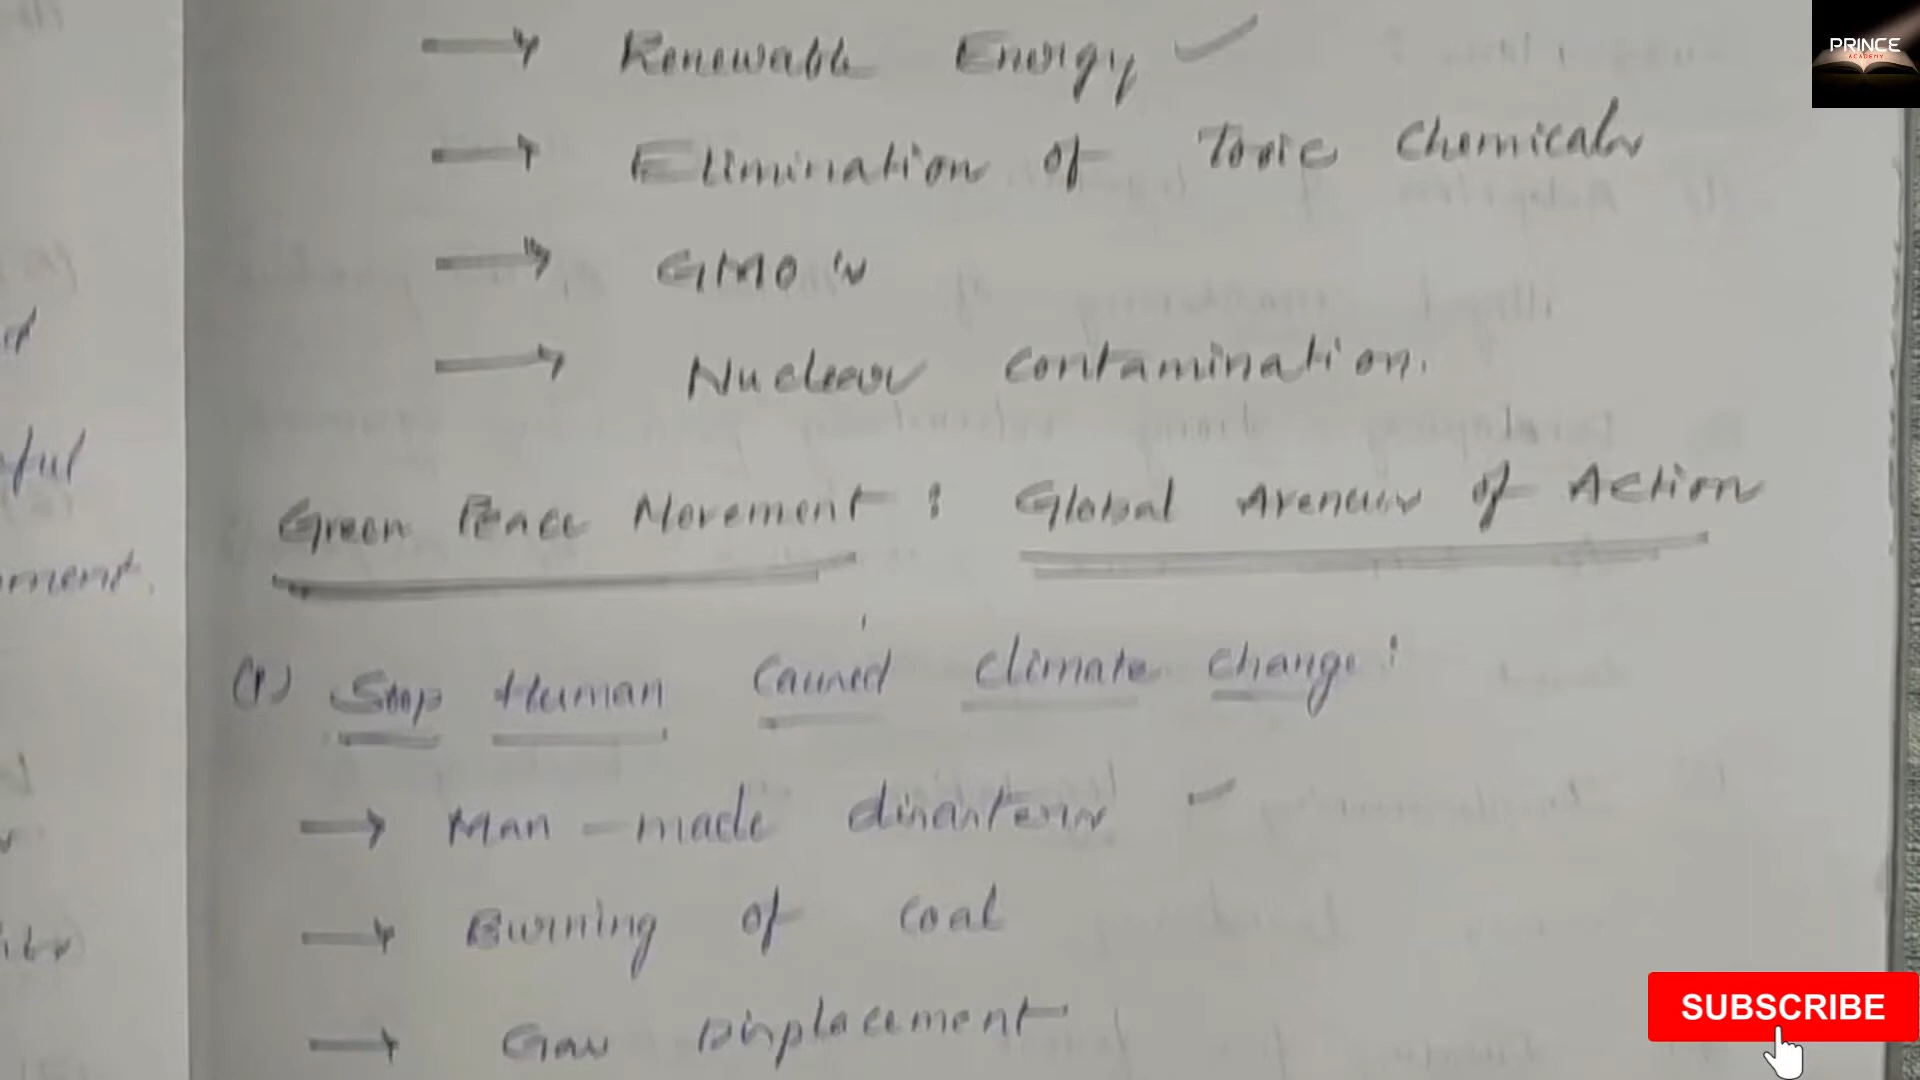 → Renewable Energy ✓
→ Elimination of Toxic Chemicals
→ GMO's
→ Nuclear contamination.
Green Peace Movement : Global Avenues of Action
(1) Stop Human Caused climate change :
→ Man-made disasters ✓
→ Burning of coal
→ Gas Displacement
PRINCE
ACADEMY
SUBSCRIBE